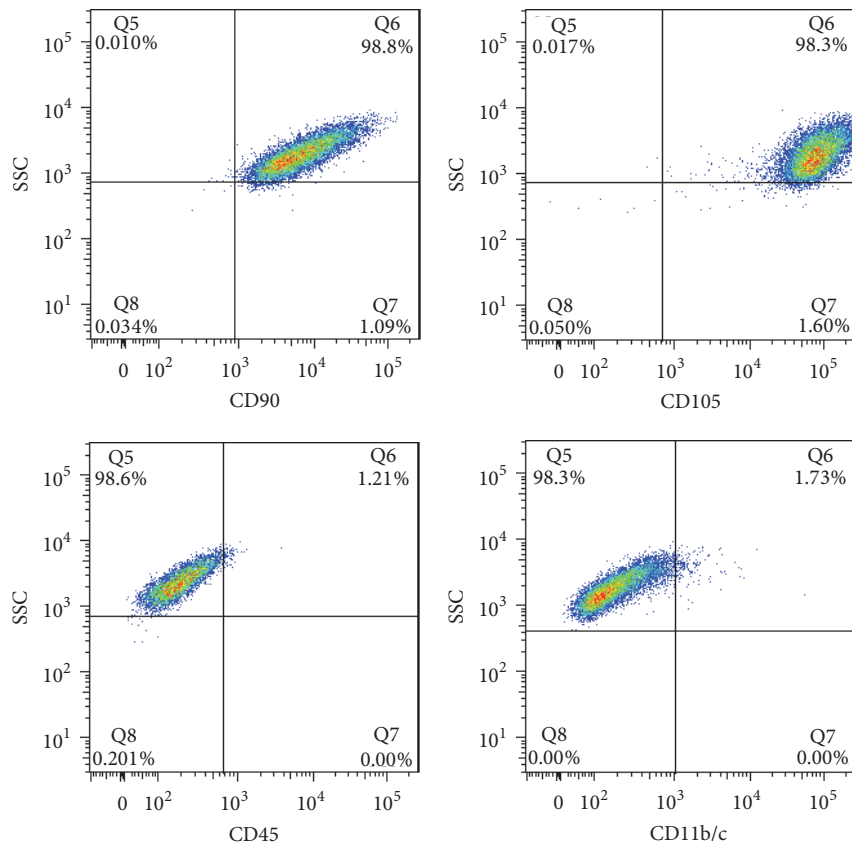 Q5 Q6
0.010% 98.8%
10^5
10^4
10^3
10^2
10^1
SSC
Q8 Q7
0.034% 1.09%
0 10^2 10^3 10^4 10^5
CD90
Q5 Q6
0.017% 98.3%
10^5
10^4
10^3
10^2
10^1
SSC
Q8 Q7
0.050% 1.60%
0 10^2 10^3 10^4 10^5
CD105
Q5 Q6
98.6% 1.21%
10^5
10^4
10^3
10^2
10^1
SSC
Q8 Q7
0.201% 0.00%
0 10^2 10^3 10^4 10^5
CD45
Q5 Q6
98.3% 1.73%
10^5
10^4
10^3
10^2
10^1
SSC
Q8 Q7
0.00% 0.00%
0 10^2 10^3 10^4 10^5
CD11b/c